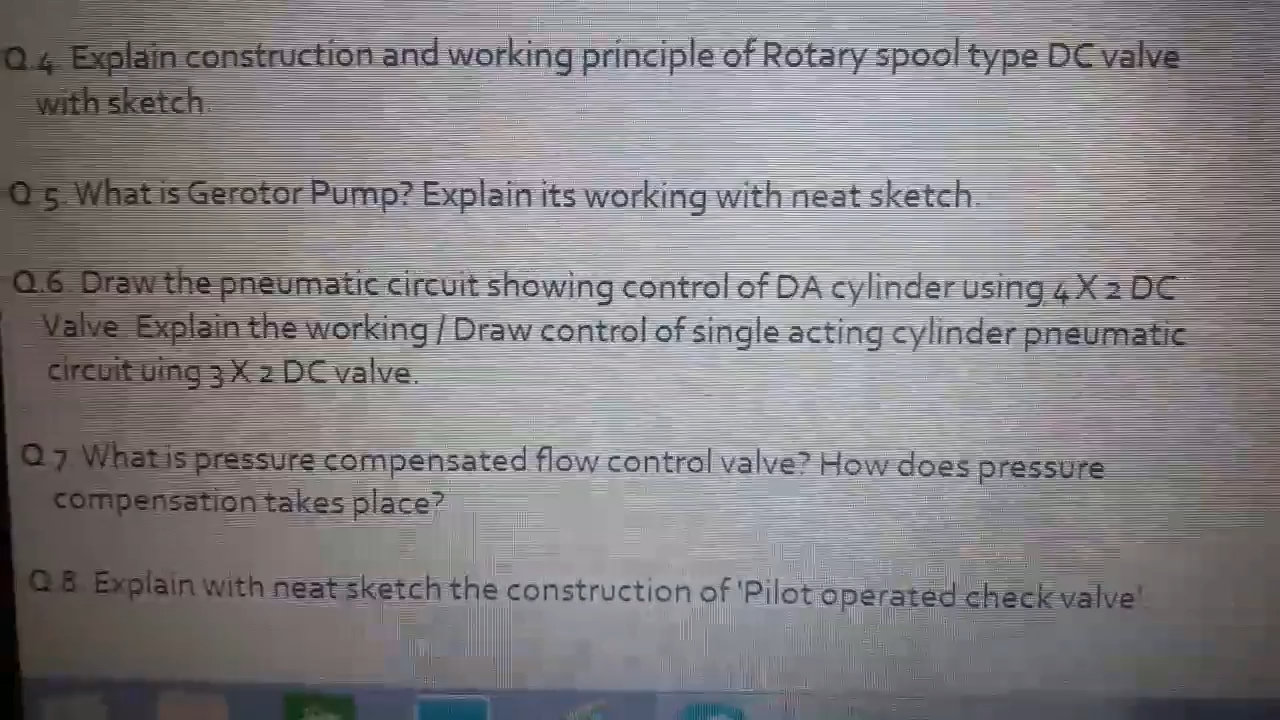 Q.4. Explain construction and working principle of Rotary spool type DC valve
with sketch.
Q 5. What is Gerotor Pump? Explain its working with neat sketch.
Q.6. Draw the pneumatic circuit showing control of DA cylinder using 4 X 2 DC
Valve. Explain the working / Draw control of single acting cylinder pneumatic
circuit uing 3 X 2 DC valve.
Q 7. What is pressure compensated flow control valve? How does pressure
compensation takes place?
Q.8. Explain with neat sketch the construction of 'Pilot operated check valve'